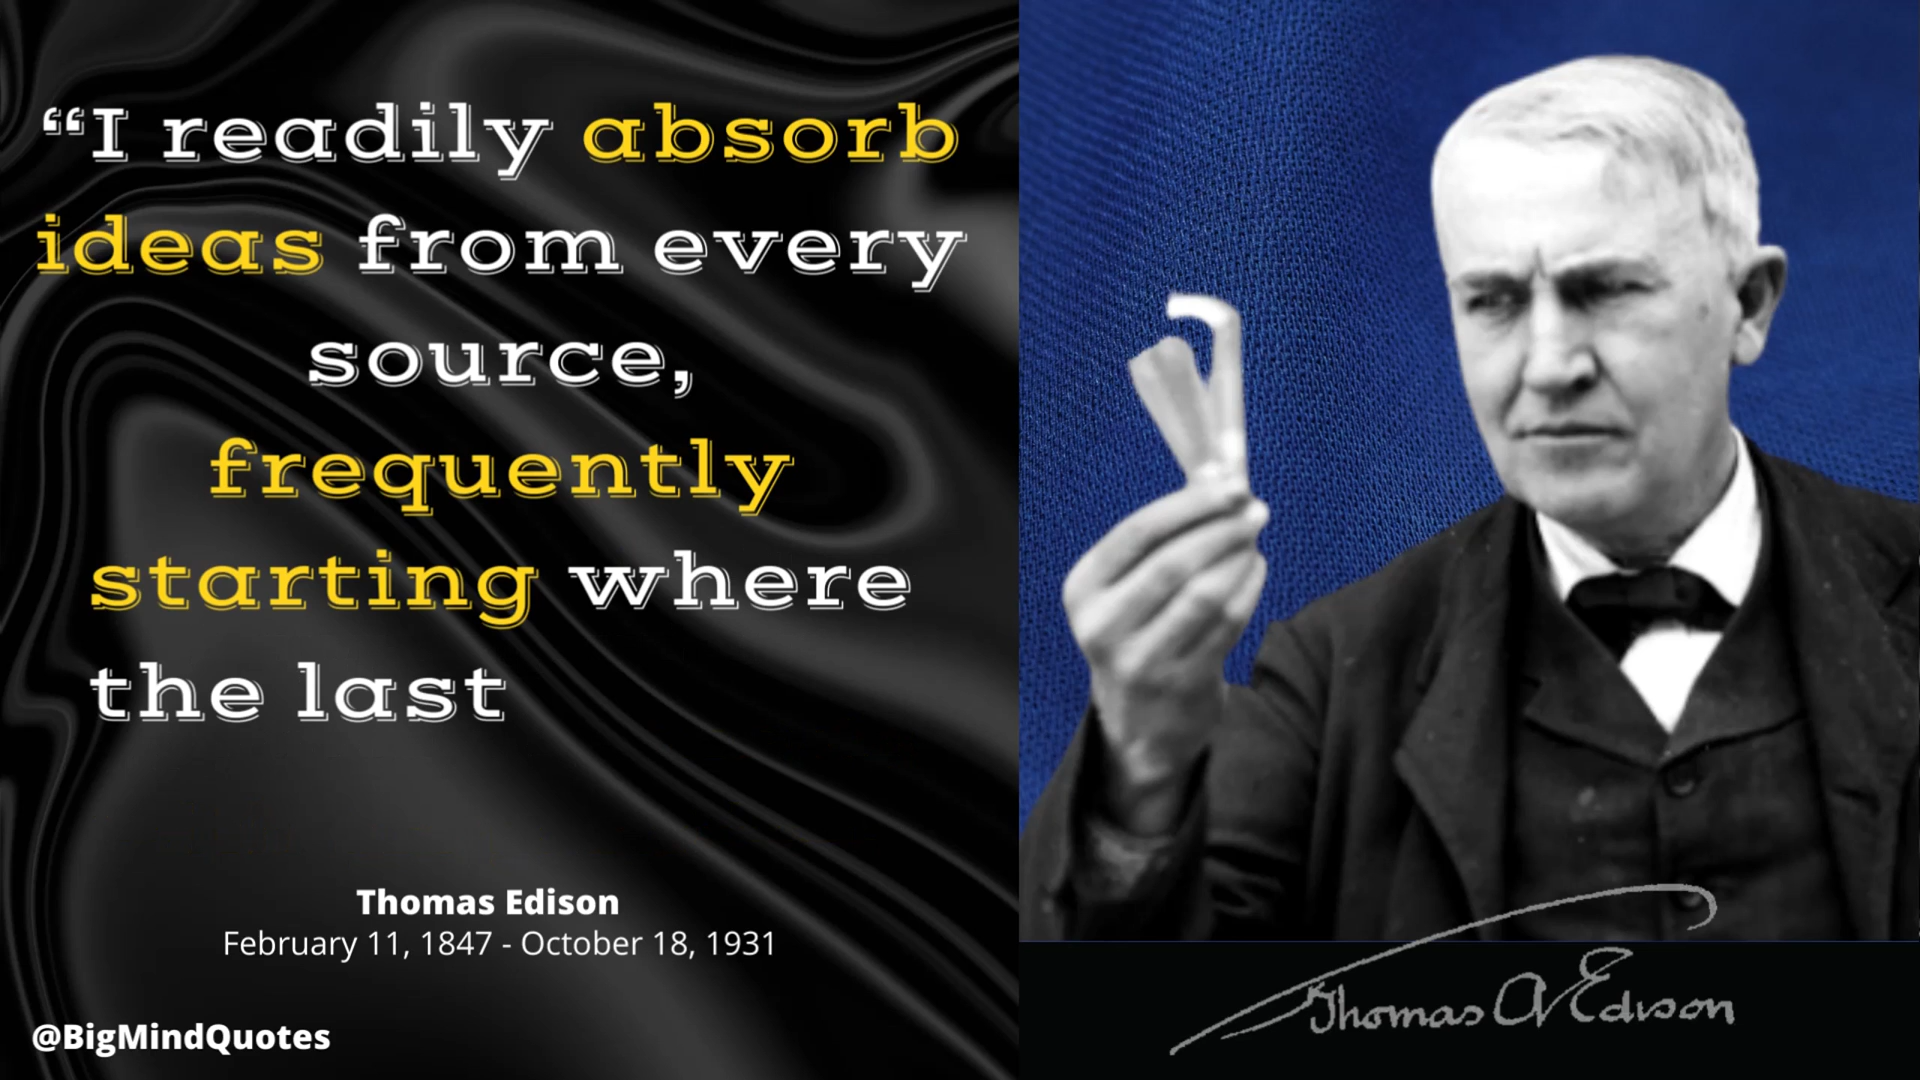 “I readily absorb
ideas from every
source,
frequently
starting where
the last
Thomas Edison
February 11, 1847 - October 18, 1931
@BigMindQuotes
Thomas A Edison